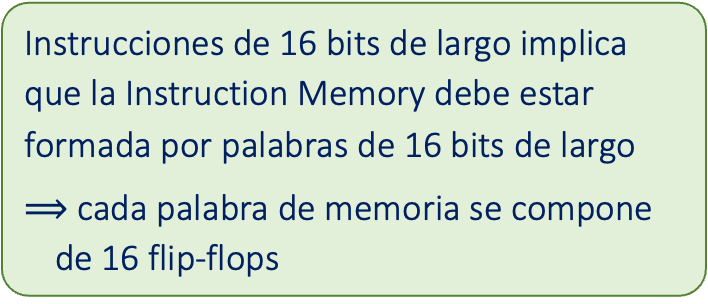 Instrucciones de 16 bits de largo implica
que la Instruction Memory debe estar
formada por palabras de 16 bits de largo
⟹ cada palabra de memoria se compone
de 16 flip-flops